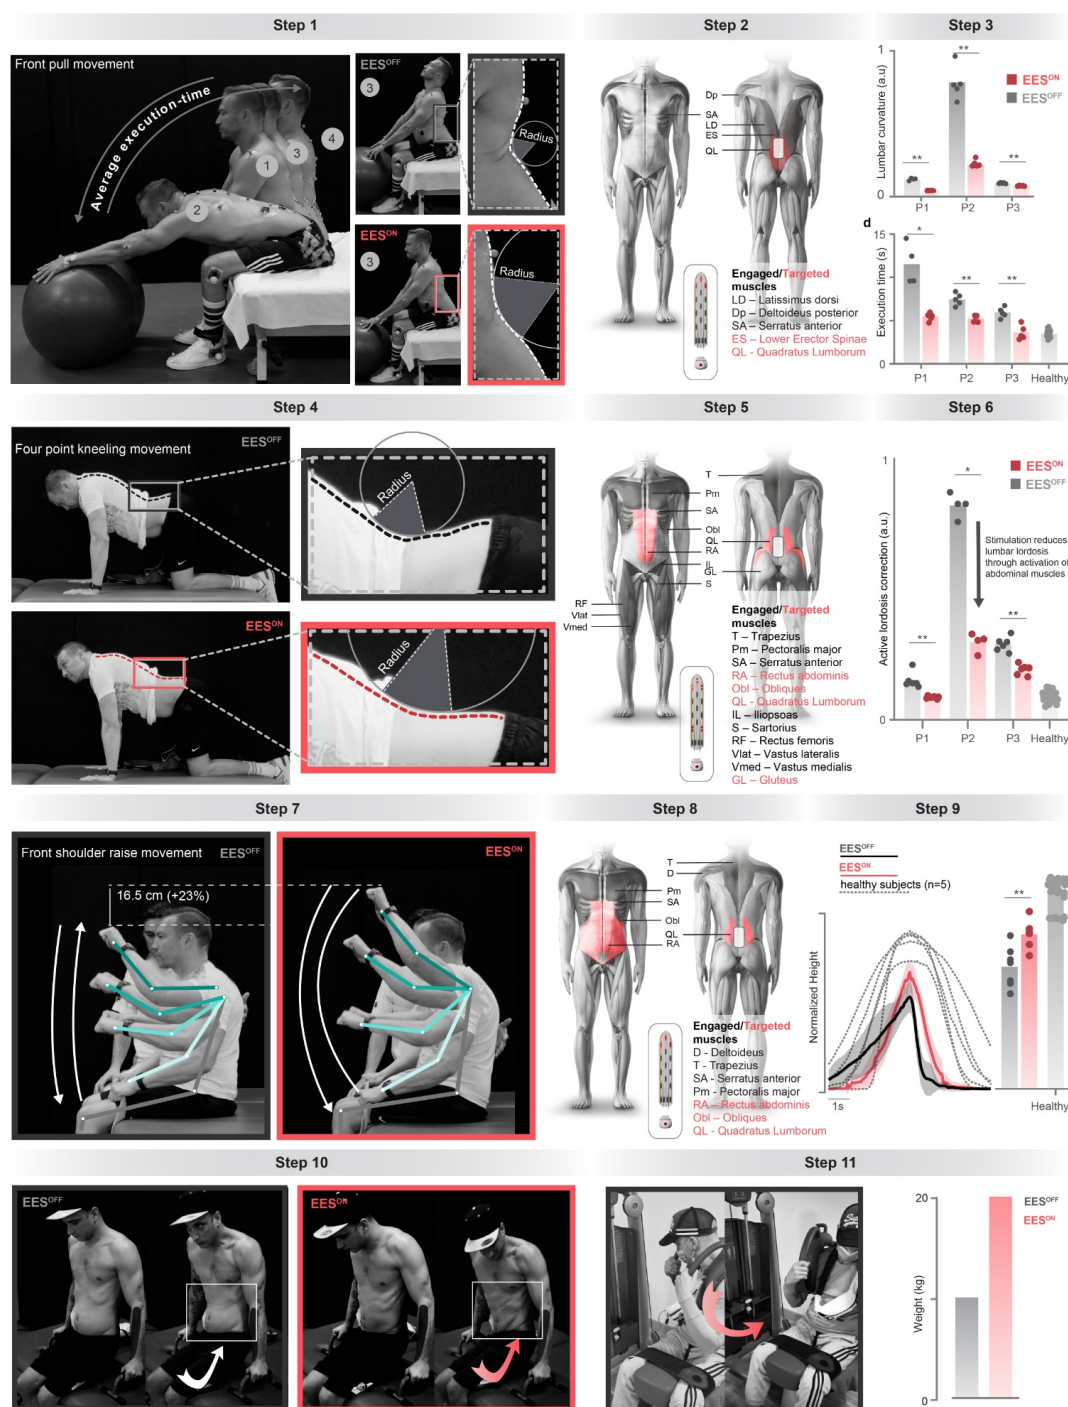 Step 1
Step 2
Step 3
Front pull movement
Average execution-time
1
2
3
4
EESOFF
3
Radius
EESON
3
Radius
Dp
SA
LD
ES
QL
Engaged/Targeted
muscles
LD – Latissimus dorsi
Dp – Deltoideus posterior
SA – Serratus anterior
ES – Lower Erector Spinae
QL - Quadratus Lumborum
Lumbar curvature (a.u)
1
0
**
**
**
P1
P2
P3
EESON
EESOFF
d
Execution time (s)
15
0
*
**
**
P1
P2
P3
Healthy
Step 4
Step 5
Step 6
Four point kneeling movement
EESOFF
Radius
EESON
Radius
T
Pm
SA
Obl
QL
RA
IL
GL
S
RF
Vlat
Vmed
Engaged/Targeted
muscles
T – Trapezius
Pm – Pectoralis major
SA – Serratus anterior
RA – Rectus abdominis
Obl – Obliques
QL - Quadratus Lumborum
IL – Iliopsoas
S – Sartorius
RF – Rectus femoris
Vlat – Vastus lateralis
Vmed – Vastus medialis
GL – Gluteus
Active lordosis correction (a.u.)
1
0
**
*
**
EESON
EESOFF
Stimulation reduces
lumbar lordosis
through activation of
abdominal muscles
P1
P2
P3
Healthy
Step 7
Step 8
Step 9
Front shoulder raise movement
EESOFF
16.5 cm (+23%)
EESON
T
D
Pm
SA
Obl
QL
RA
Engaged/Targeted
muscles
D - Deltoideus
T - Trapezius
SA - Serratus anterior
Pm - Pectoralis major
RA – Rectus abdominis
Obl – Obliques
QL - Quadratus Lumborum
EESOFF
EESON
healthy subjects (n=5)
Normalized Height
1s
**
Healthy
Step 10
Step 11
EESOFF
EESON
Weight (kg)
20
0
EESOFF
EESON